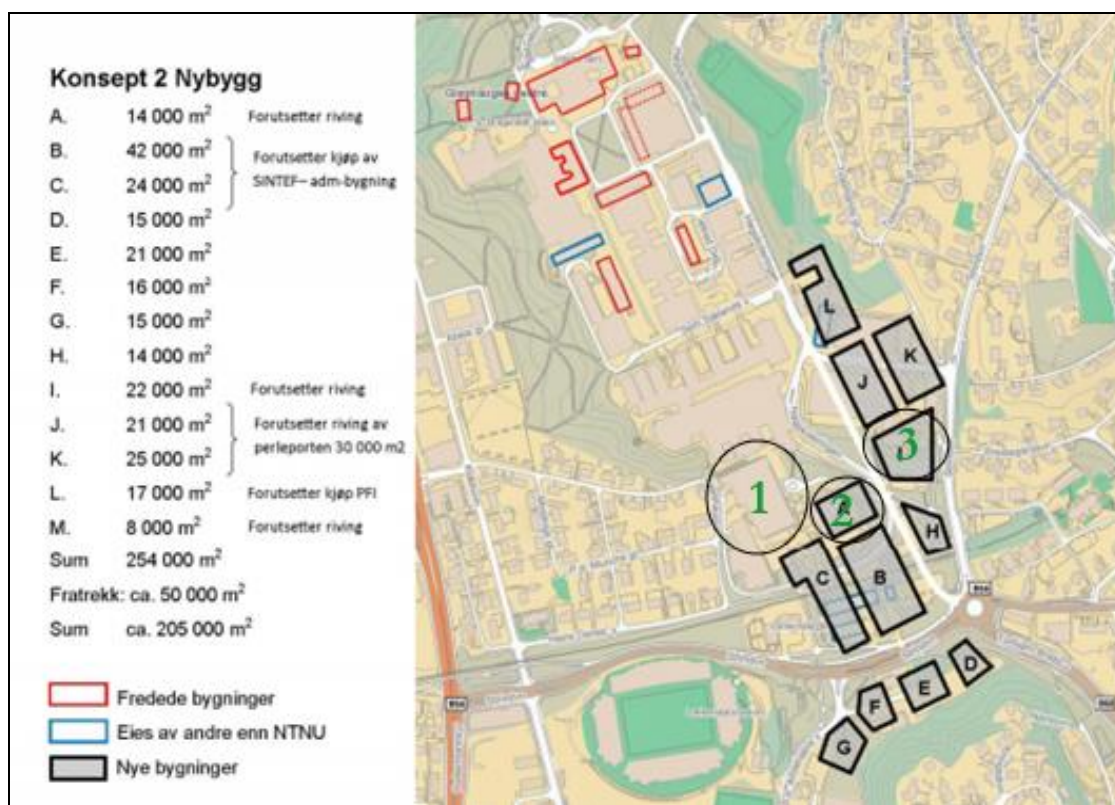 Konsept 2 Nybygg
A. 14 000 m² Forutsetter riving
B. 42 000 m²
Forutsetter kjøp av
C. 24 000 m² SINTEF– adm-bygning
D. 15 000 m²
E. 21 000 m²
F. 16 000 m²
G. 15 000 m²
H. 14 000 m²
I. 22 000 m² Forutsetter riving
J. 21 000 m² Forutsetter riving av
perleporten 30 000 m2
K. 25 000 m²
L. 17 000 m² Forutsetter kjøp PFI
M. 8 000 m² Forutsetter riving
Sum 254 000 m²
Fratrekk: ca. 50 000 m²
Sum ca. 205 000 m²
Fredede bygninger
Eies av andre enn NTNU
Nye bygninger
L
K
J
3
1
2
A
H
C
B
D
E
F
G